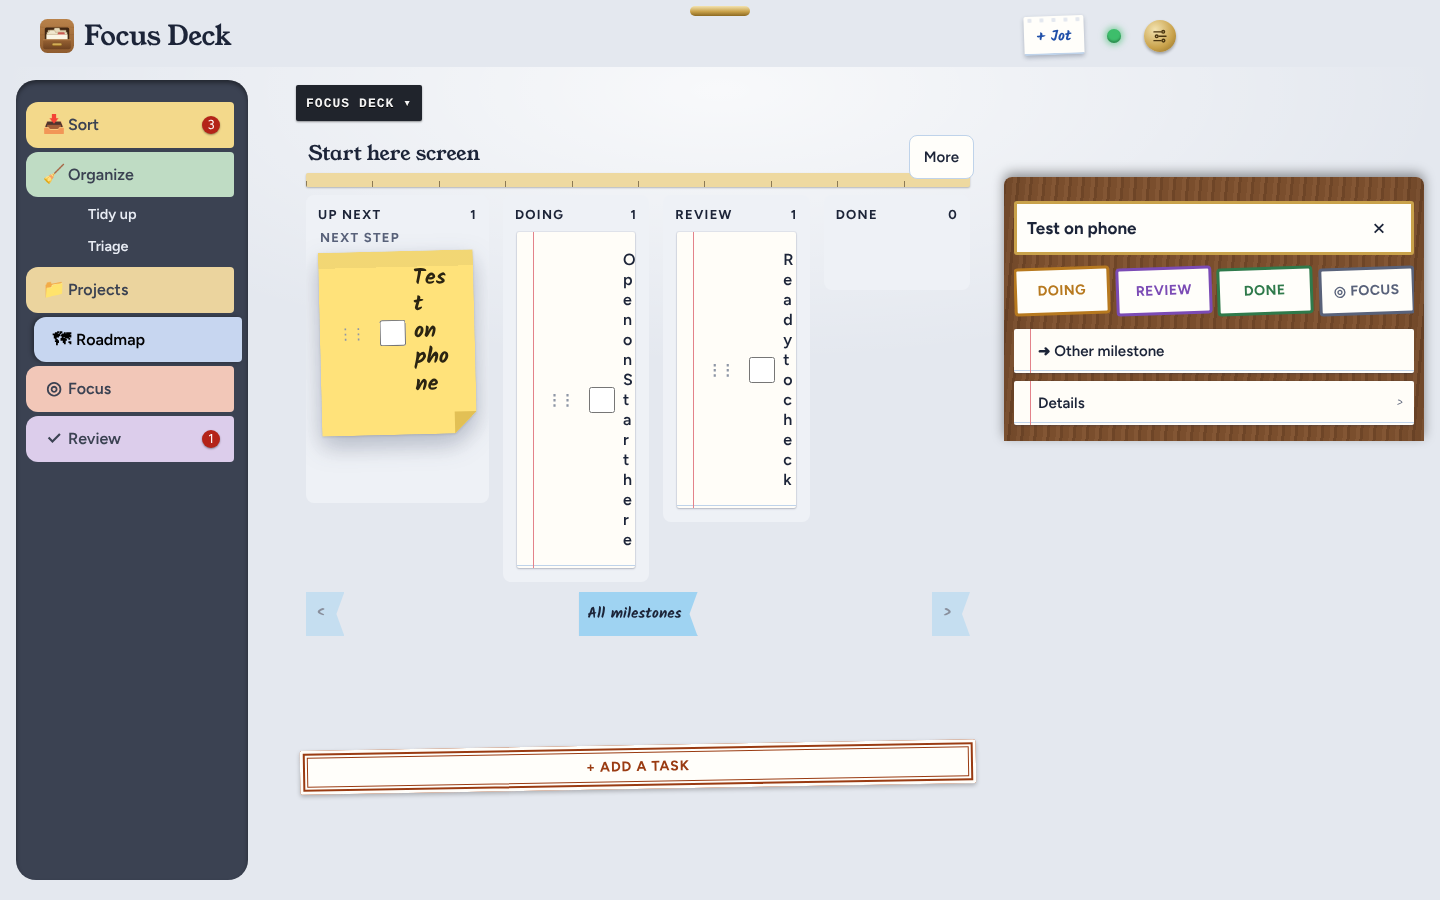 Focus Deck
+ Jot
Sort 3
Organize
Tidy up
Triage
Projects
Roadmap
Focus
Review 1
FOCUS DECK ▾
Start here screen
More
UP NEXT 1
NEXT STEP
Tes
t
on
pho
ne
DOING 1
O
p
e
n
o
n
S
t
a
r
t
h
e
r
e
REVIEW 1
R
e
a
d
y
t
o
c
h
e
c
k
DONE 0
<
All milestones
>
+ ADD A TASK
Test on phone ✕
DOING
REVIEW
DONE
◎ FOCUS
➜ Other milestone
Details >